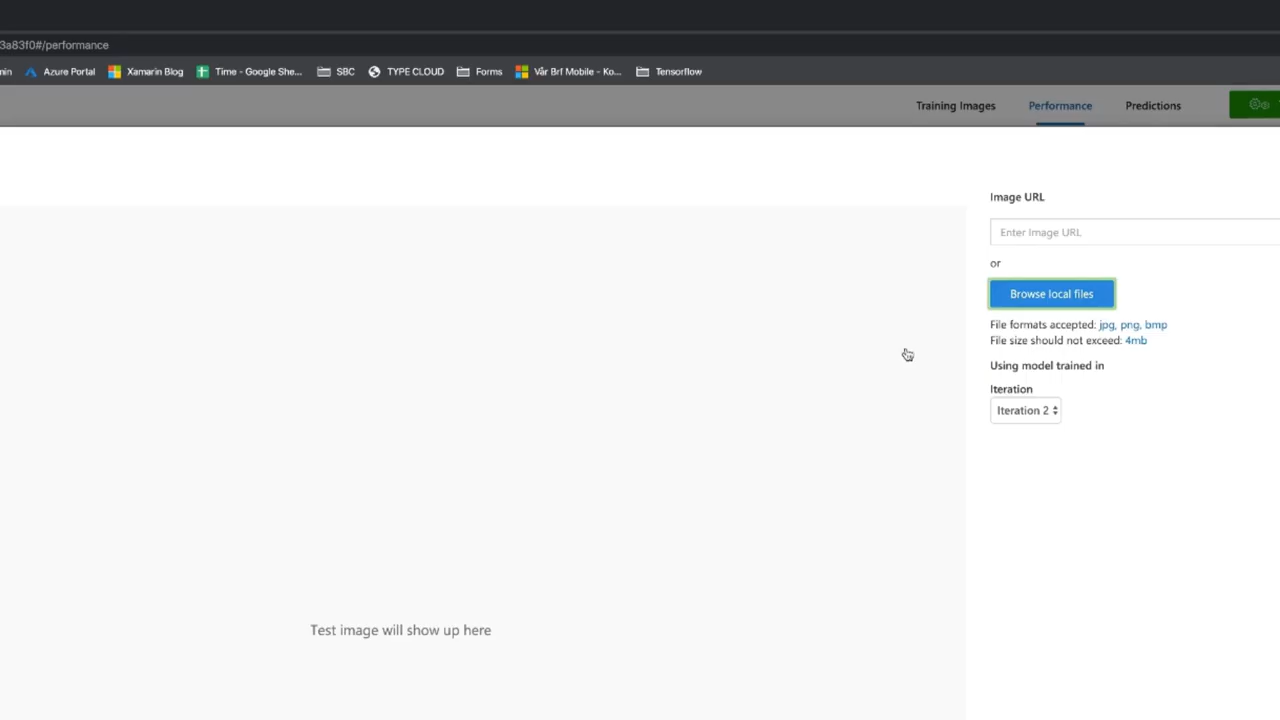 3a83f0#/performance
min Azure Portal Xamarin Blog Time - Google She... SBC TYPE CLOUD Forms Vår Brf Mobile - Ko... Tensorflow
Training Images Performance Predictions
Image URL
Enter Image URL
or
Browse local files
File formats accepted: jpg, png, bmp
File size should not exceed: 4mb
Using model trained in
Iteration
Iteration 2
Test image will show up here